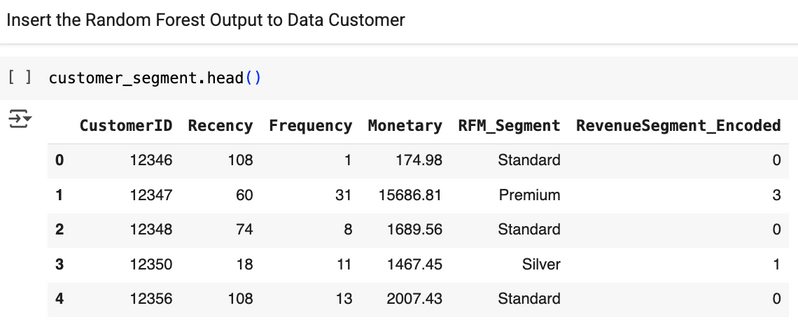 Insert the Random Forest Output to Data Customer
[ ] customer_segment.head()
CustomerID Recency Frequency Monetary RFM_Segment RevenueSegment_Encoded
0 12346 108 1 174.98 Standard 0
1 12347 60 31 15686.81 Premium 3
2 12348 74 8 1689.56 Standard 0
3 12350 18 11 1467.45 Silver 1
4 12356 108 13 2007.43 Standard 0